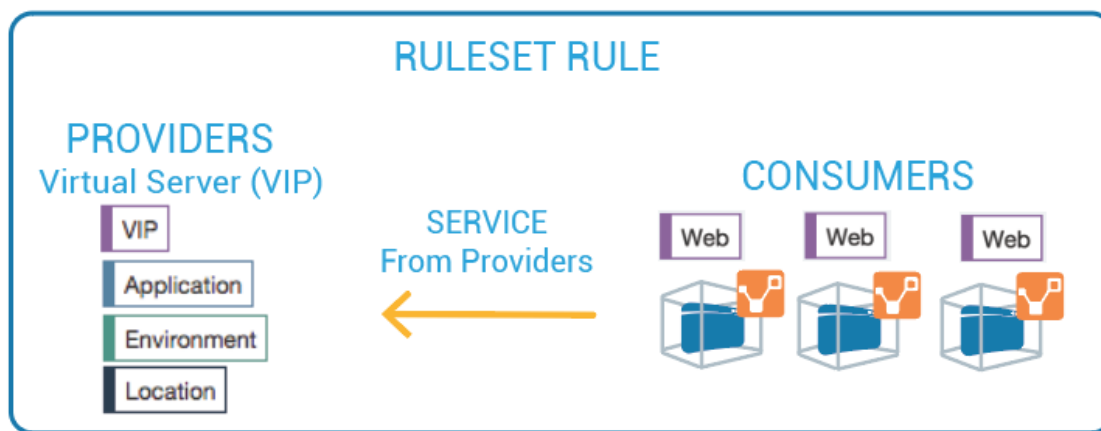 RULESET RULE
PROVIDERS
Virtual Server (VIP)
VIP
Application
Environment
Location
SERVICE
From Providers
CONSUMERS
Web
Web
Web